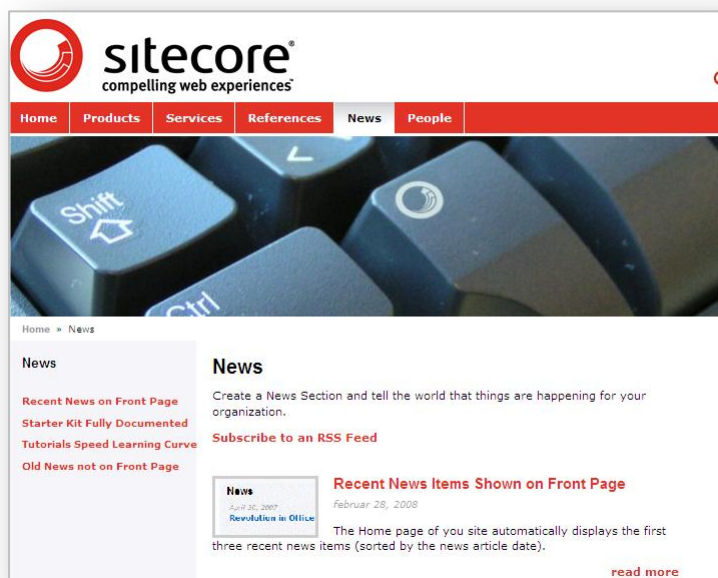 sitecore®
compelling web experiences
Home Products Services References News People
Shift
Ctrl
Home » News
News
Recent News on Front Page
Starter Kit Fully Documented
Tutorials Speed Learning Curve
Old News not on Front Page
News
Create a News Section and tell the world that things are happening for your
organization.
Subscribe to an RSS Feed
News
April 30, 2007
Revolution in Office
Recent News Items Shown on Front Page
februar 28, 2008
The Home page of you site automatically displays the first
three recent news items (sorted by the news article date).
read more